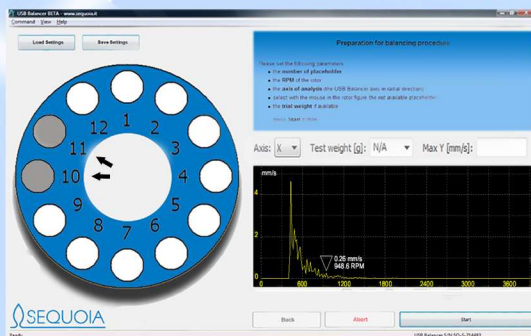 USB Balancer BETA - www.sequoia.it
Command View Help
Load Settings Save Settings
Preparation for balancing procedure
Please set the following parameters
• the number of placeholder
• the RPM of the rotor
• the axis of analysis (the USB Balancer axis in radial direction)
• select with the mouse in the rotor figure the not available placeholder
• the trial weight if available
12 1 2
11 3
10 4
9 5
8 7 6
Axis: X Test weight [g]: N/A Max Y [mm/s]:
mm/s
4
2
0.25 mm/s
948.6 RPM
0
0 600 1200 1800 2400 3000 3600
SEQUOIA
Back Abort Start
Ready